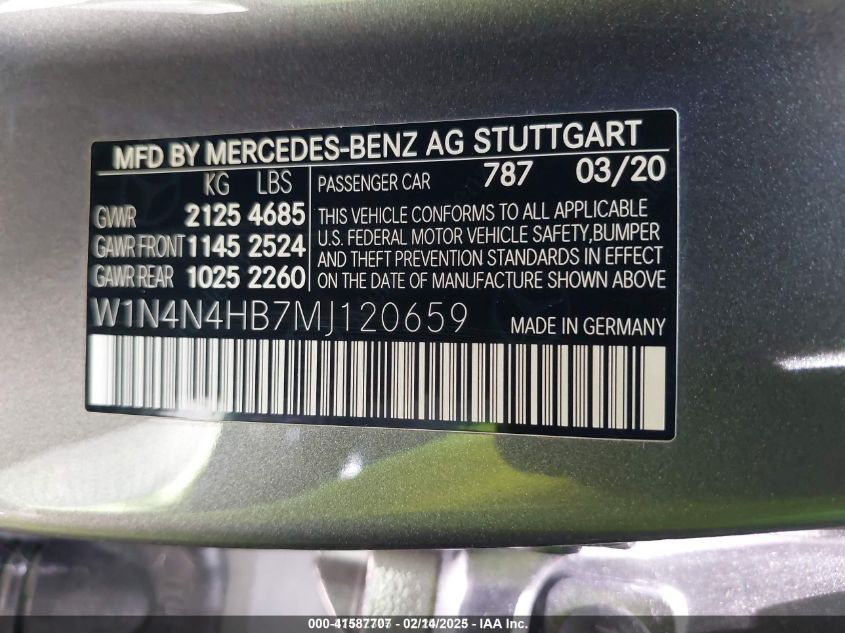 MFD BY MERCEDES-BENZ AG STUTTGART
KG LBS
GVWR 2125 4685
GAWR FRONT 1145 2524
GAWR REAR 1025 2260
PASSENGER CAR 787 03/20
THIS VEHICLE CONFORMS TO ALL APPLICABLE
U.S. FEDERAL MOTOR VEHICLE SAFETY,BUMPER
AND THEFT PREVENTION STANDARDS IN EFFECT
ON THE DATE OF MANUFACTURE SHOWN ABOVE
W1N4N4HB7MJ120659 MADE IN GERMANY
000-41587707 - 02/14/2025 - IAA Inc.